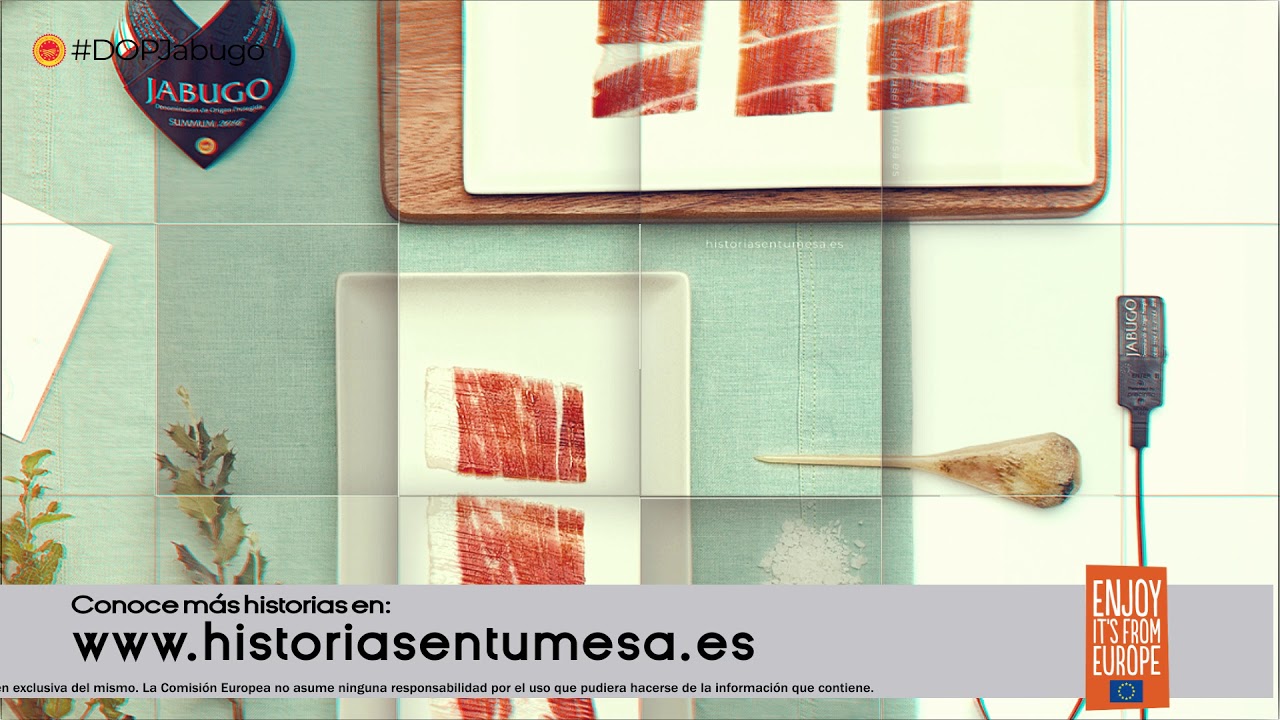 #DOPJabugo
JABUGO
Denominación de Origen Protegida
SUMMUM
historiasentumesa.es
JABUGO
Conoce más historias en:
www.historiasentumesa.es
en exclusiva del mismo. La Comisión Europea no asume ninguna responsabilidad por el uso que pudiera hacerse de la información que contiene.
ENJOY
IT'S FROM
EUROPE